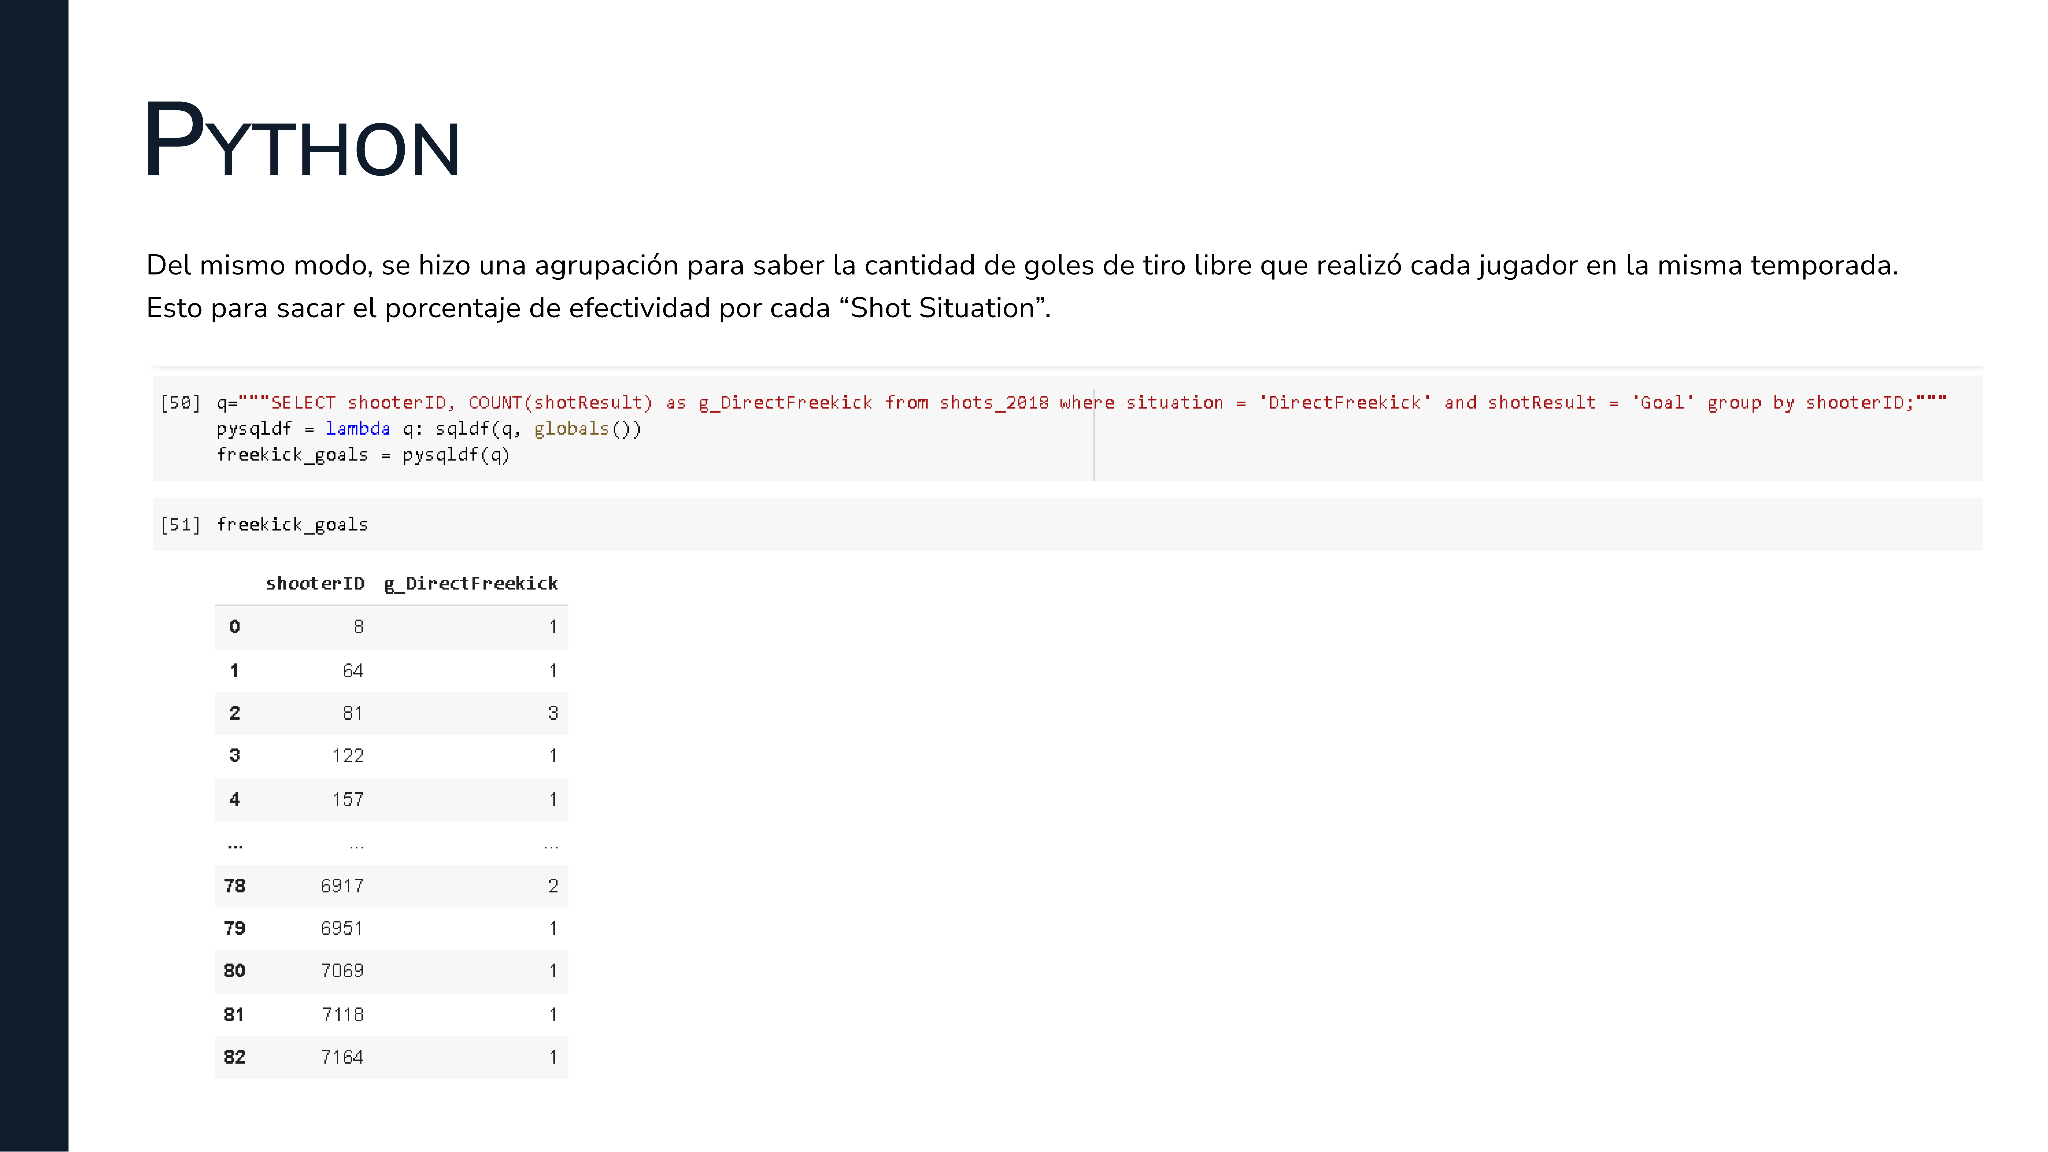 PYTHON
Del mismo modo, se hizo una agrupación para saber la cantidad de goles de tiro libre que realizó cada jugador en la misma temporada.
Esto para sacar el porcentaje de efectividad por cada “Shot Situation”.
[50] q="""SELECT shooterID, COUNT(shotResult) as g_DirectFreekick from shots_2018 where situation = 'DirectFreekick' and shotResult = 'Goal' group by shooterID;"""
pysqldf = lambda q: sqldf(q, globals())
freekick_goals = pysqldf(q)
[51] freekick_goals
shooterID g_DirectFreekick
0 8 1
1 64 1
2 81 3
3 122 1
4 157 1
... ... ...
78 6917 2
79 6951 1
80 7069 1
81 7118 1
82 7164 1